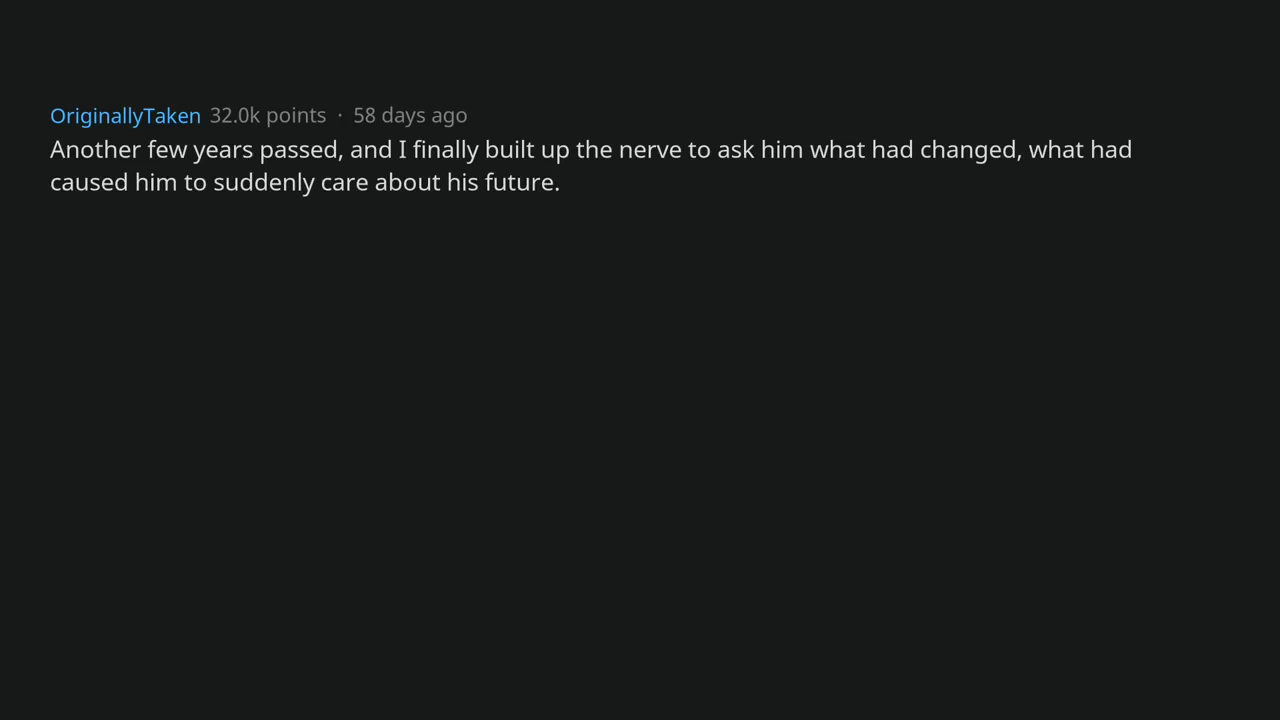 OriginallyTaken 32.0k points · 58 days ago
Another few years passed, and I finally built up the nerve to ask him what had changed, what had
caused him to suddenly care about his future.